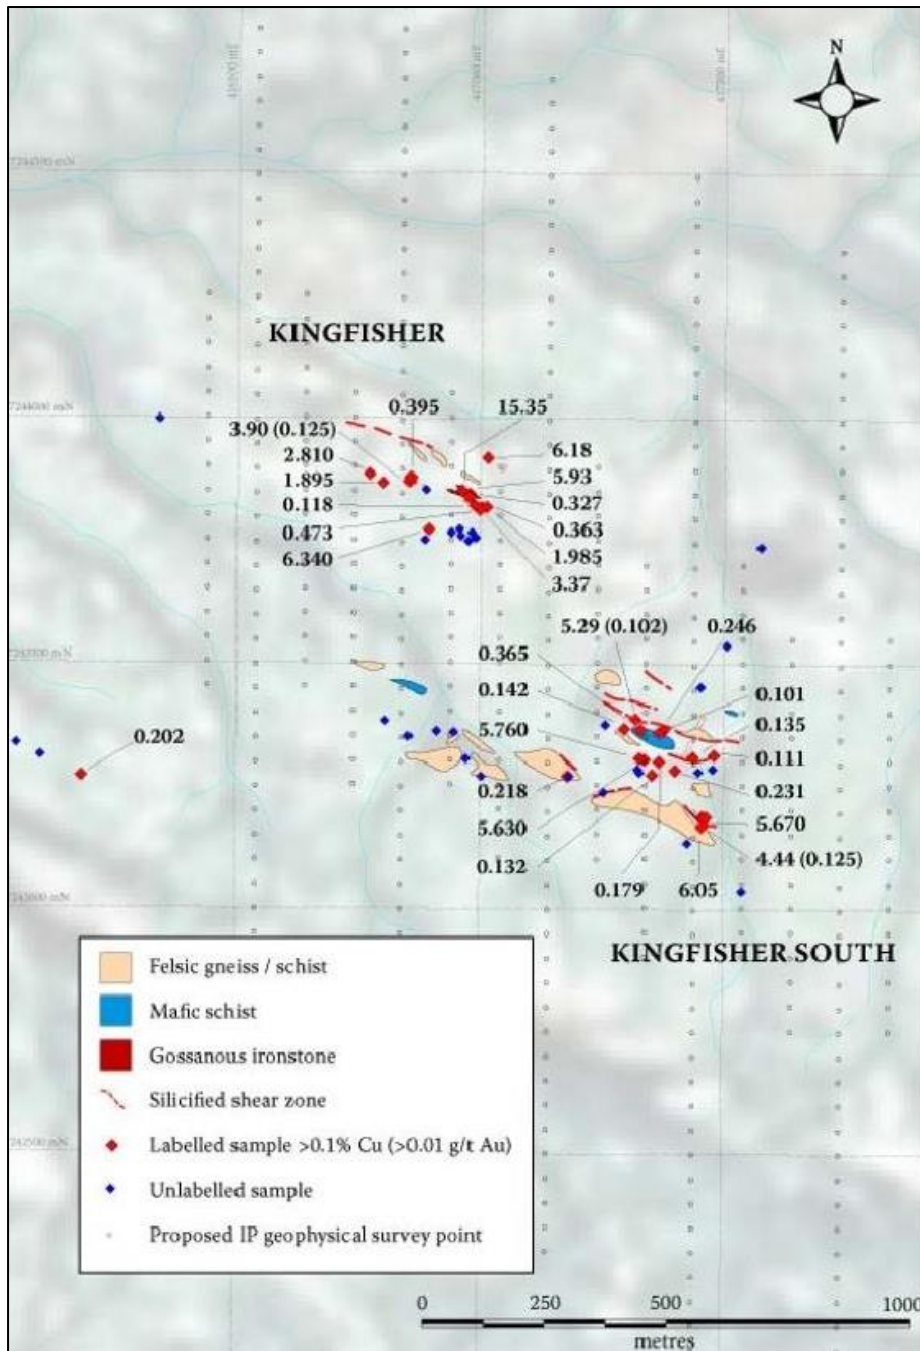 N
7244500 mN
KINGFISHER
7244000 mN
0.395
15.35
3.90 (0.125)
6.18
2.810
5.93
1.895
0.327
0.118
0.363
0.473
1.985
6.340
3.37
5.29 (0.102)
0.246
0.365
0.142
0.101
5.760
0.135
0.202
0.111
0.218
0.231
5.630
5.670
0.132
4.44 (0.125)
0.179
6.05
KINGFISHER SOUTH
Felsic gneiss / schist
Mafic schist
Gossanous ironstone
Silicified shear zone
Labelled sample >0.1% Cu (>0.01 g/t Au)
Unlabelled sample
Proposed IP geophysical survey point
0
250
500
1000
metres